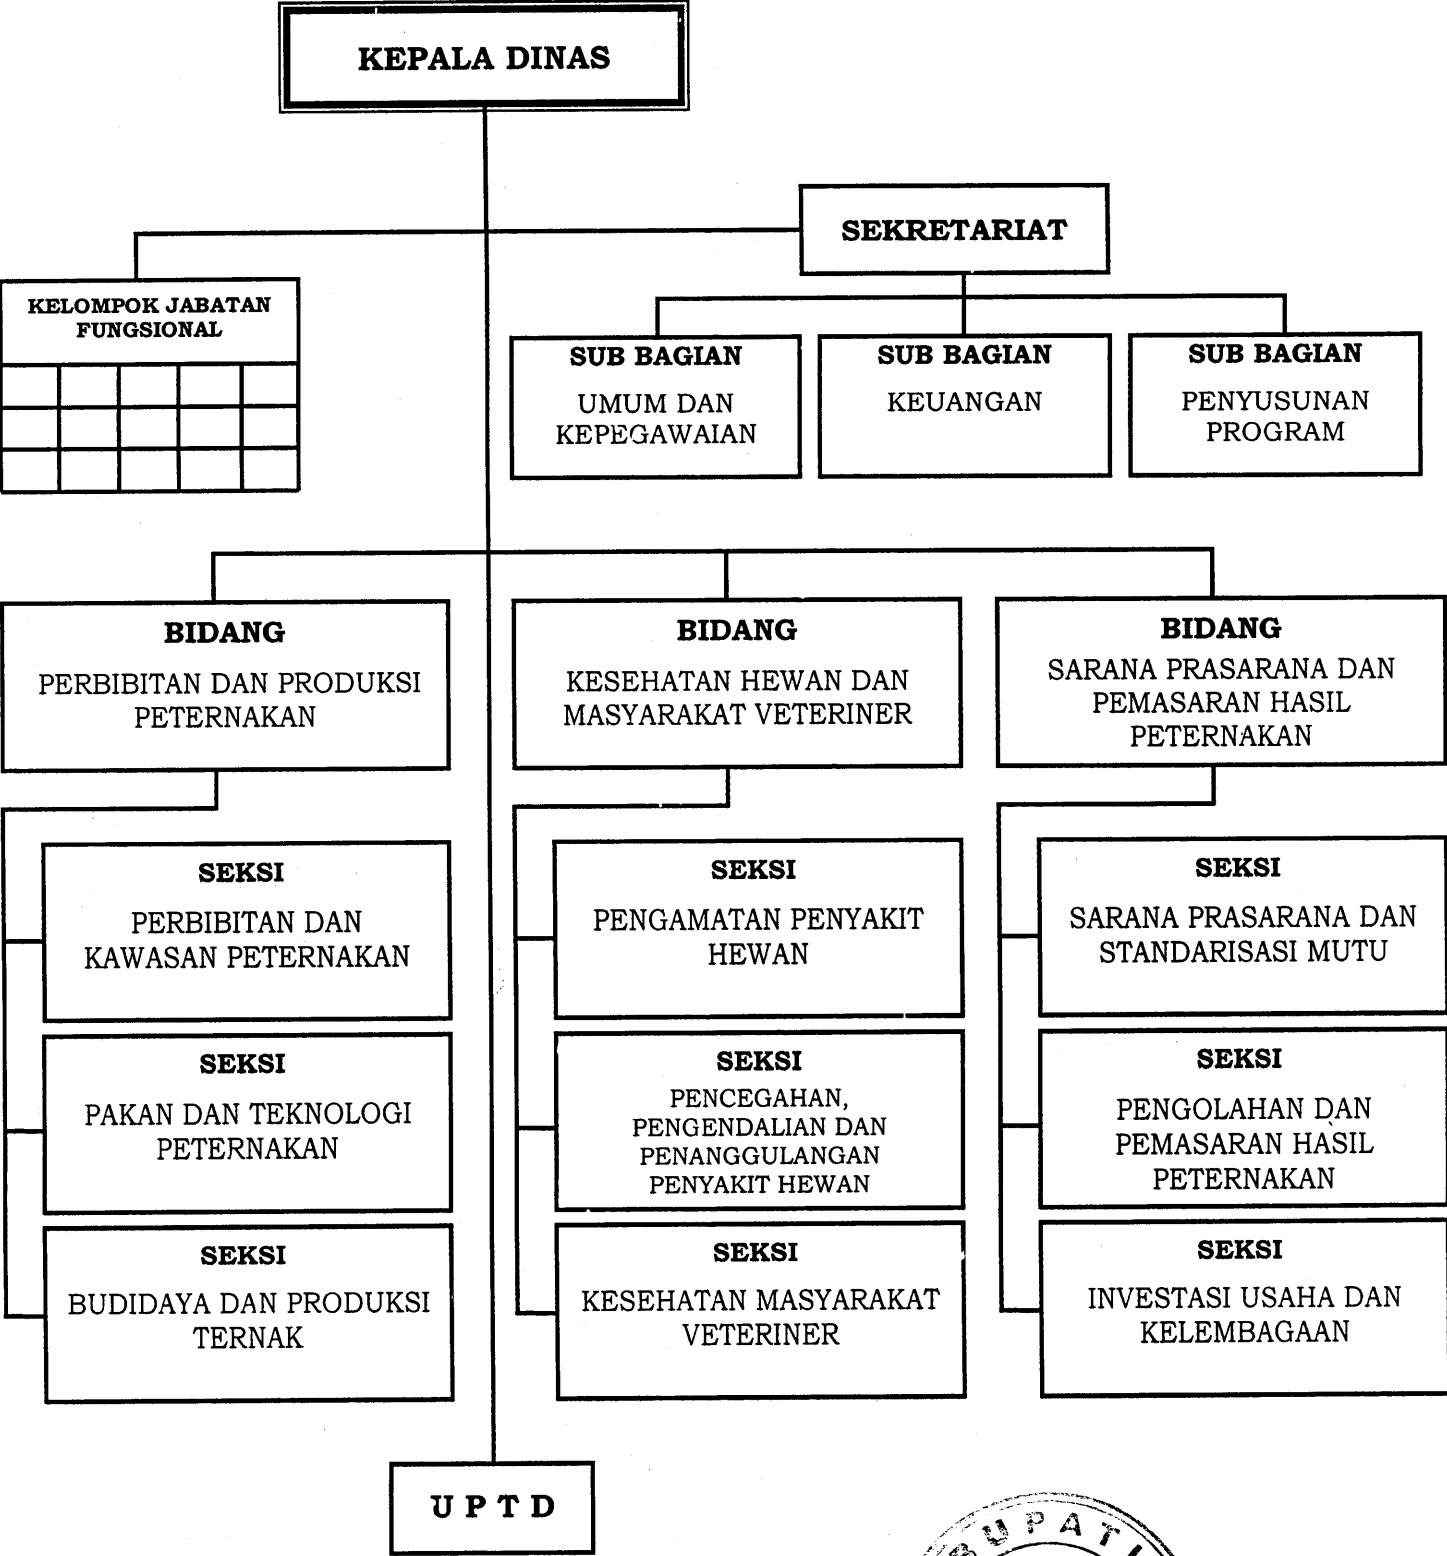 KEPALA DINAS
SEKRETARIAT
KELOMPOK JABATAN
FUNGSIONAL
SUB BAGIAN
UMUM DAN
KEPEGAWAIAN
SUB BAGIAN
KEUANGAN
SUB BAGIAN
PENYUSUNAN
PROGRAM
BIDANG
PERBIBITAN DAN PRODUKSI
PETERNAKAN
BIDANG
KESEHATAN HEWAN DAN
MASYARAKAT VETERINER
BIDANG
SARANA PRASARANA DAN
PEMASARAN HASIL
PETERNAKAN
SEKSI
PERBIBITAN DAN
KAWASAN PETERNAKAN
SEKSI
PAKAN DAN TEKNOLOGI
PETERNAKAN
SEKSI
BUDIDAYA DAN PRODUKSI
TERNAK
SEKSI
PENGAMATAN PENYAKIT
HEWAN
SEKSI
PENCEGAHAN,
PENGENDALIAN DAN
PENANGGULANGAN
PENYAKIT HEWAN
SEKSI
KESEHATAN MASYARAKAT
VETERINER
SEKSI
SARANA PRASARANA DAN
STANDARISASI MUTU
SEKSI
PENGOLAHAN DAN
PEMASARAN HASIL
PETERNAKAN
SEKSI
INVESTASI USAHA DAN
KELEMBAGAAN
U P T D
BUPATI